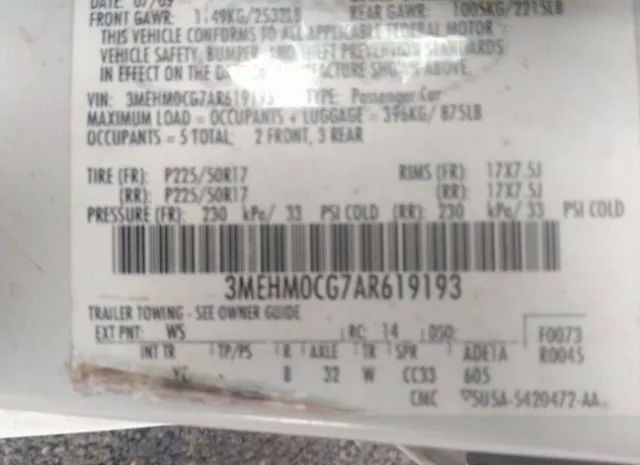 DATE: 07/09
FRONT GAWR: 1149KG/2532LB REAR GAWR: 1005KG/2215LB
THIS VEHICLE CONFORMS TO ALL FEDERAL MOTOR
VEHICLE SAFETY, BUMPER, AND THEFT PREVENTION STANDARDS
IN EFFECT ON THE DATE OF MANUFACTURE SHOWN ABOVE.
VIN: 3MEHM0CG7AR619193 TYPE: Passenger Car
MAXIMUM LOAD = OCCUPANTS + LUGGAGE = 396KG/ 875LB
OCCUPANTS = 5 TOTAL; 2 FRONT, 3 REAR
TIRE (FR): P225/50R17 RIMS (FR): 17X7.5J
(RR): P225/50R17 (RR): 17X7.5J
PRESSURE (FR): 230 kPa/ 33 PSI COLD (RR): 230 kPa/ 33 PSI COLD
3MEHM0CG7AR619193
TRAILER TOWING - SEE OWNER GUIDE
EXT PNT: WS RC: 14 DSO: F0073
INT TR TP/PS R AXLE TR SPR ADETA R0045
8 32 W CC33 605
CMC 5U5A-5420472-AA